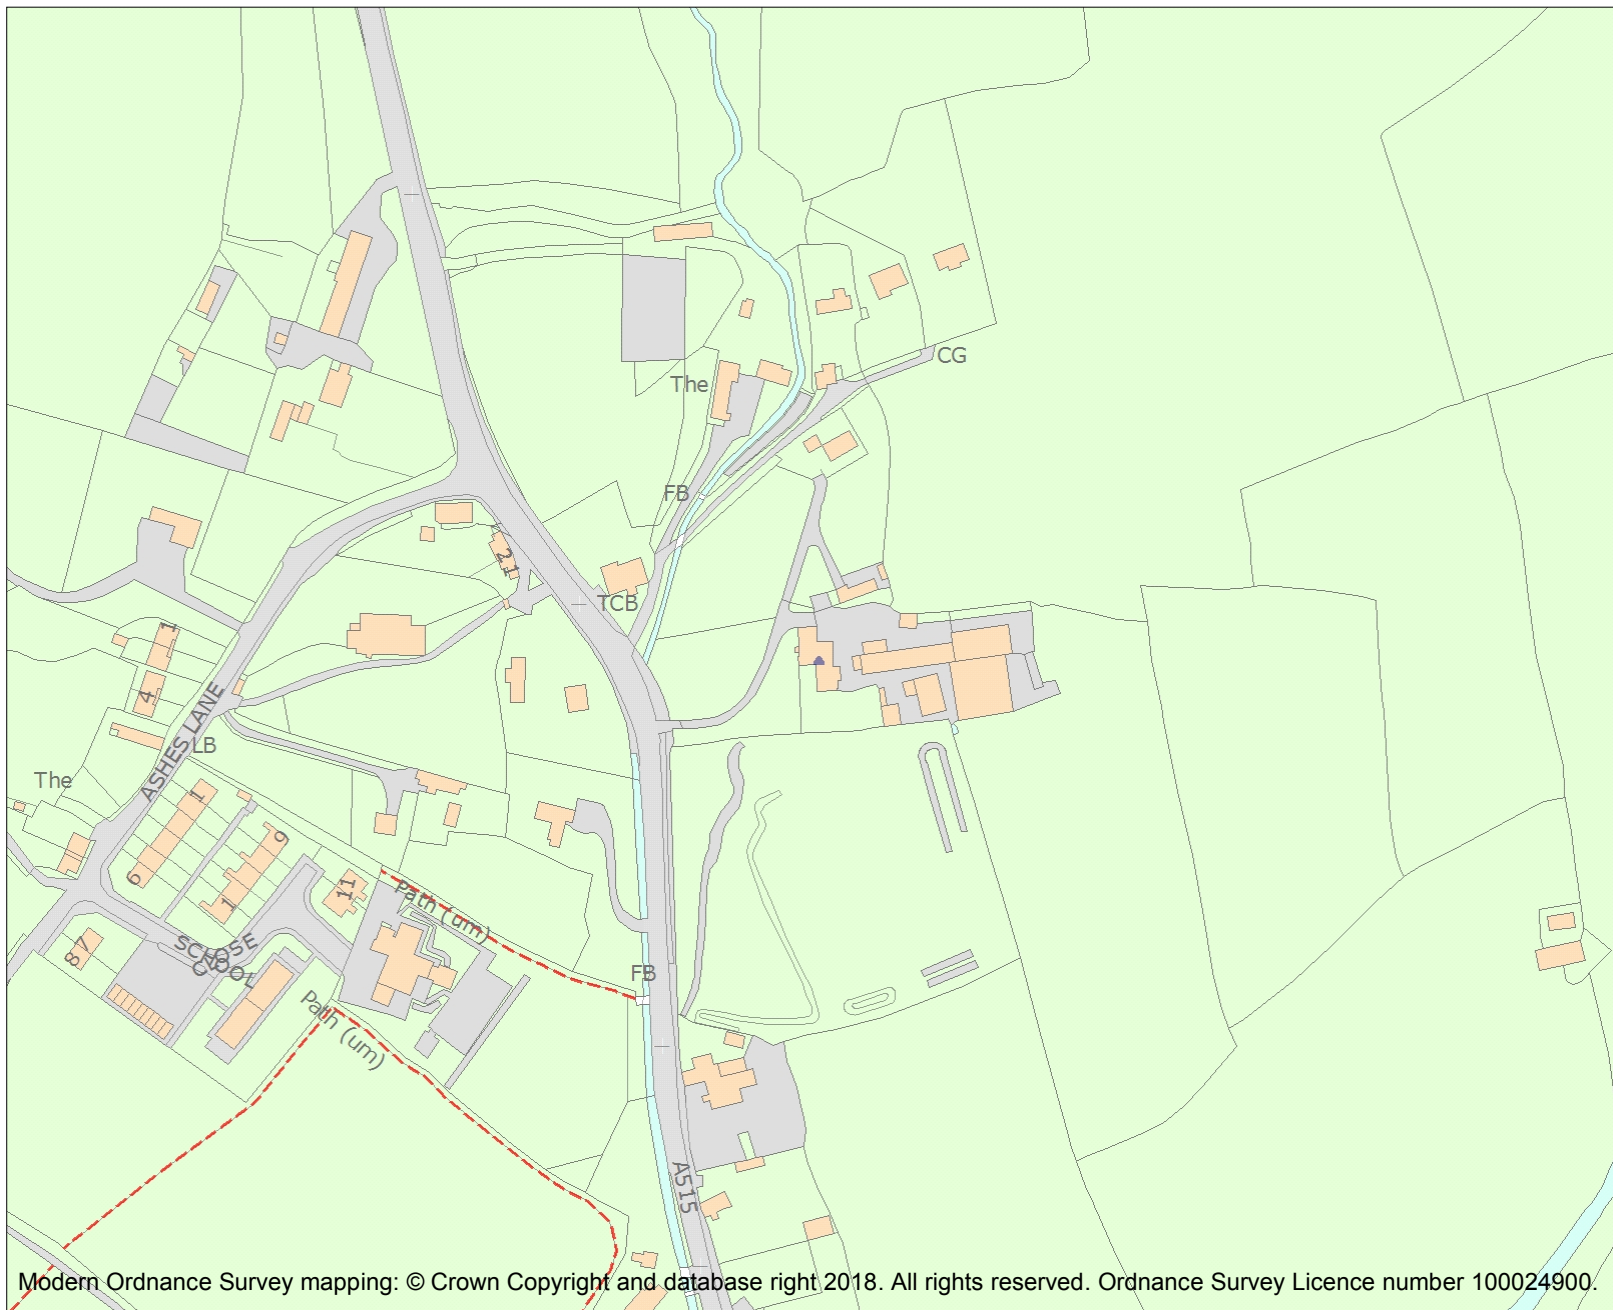 CG
The
FB
21
TCB
1
4
ASHES LANE
LB
The
1
6
9
1
11
Path (um)
87
SCHOOL
CLOSE
FB
Path (um)
A515
Modern Ordnance Survey mapping: © Crown Copyright and database right 2018. All rights reserved. Ordnance Survey Licence number 100024900.